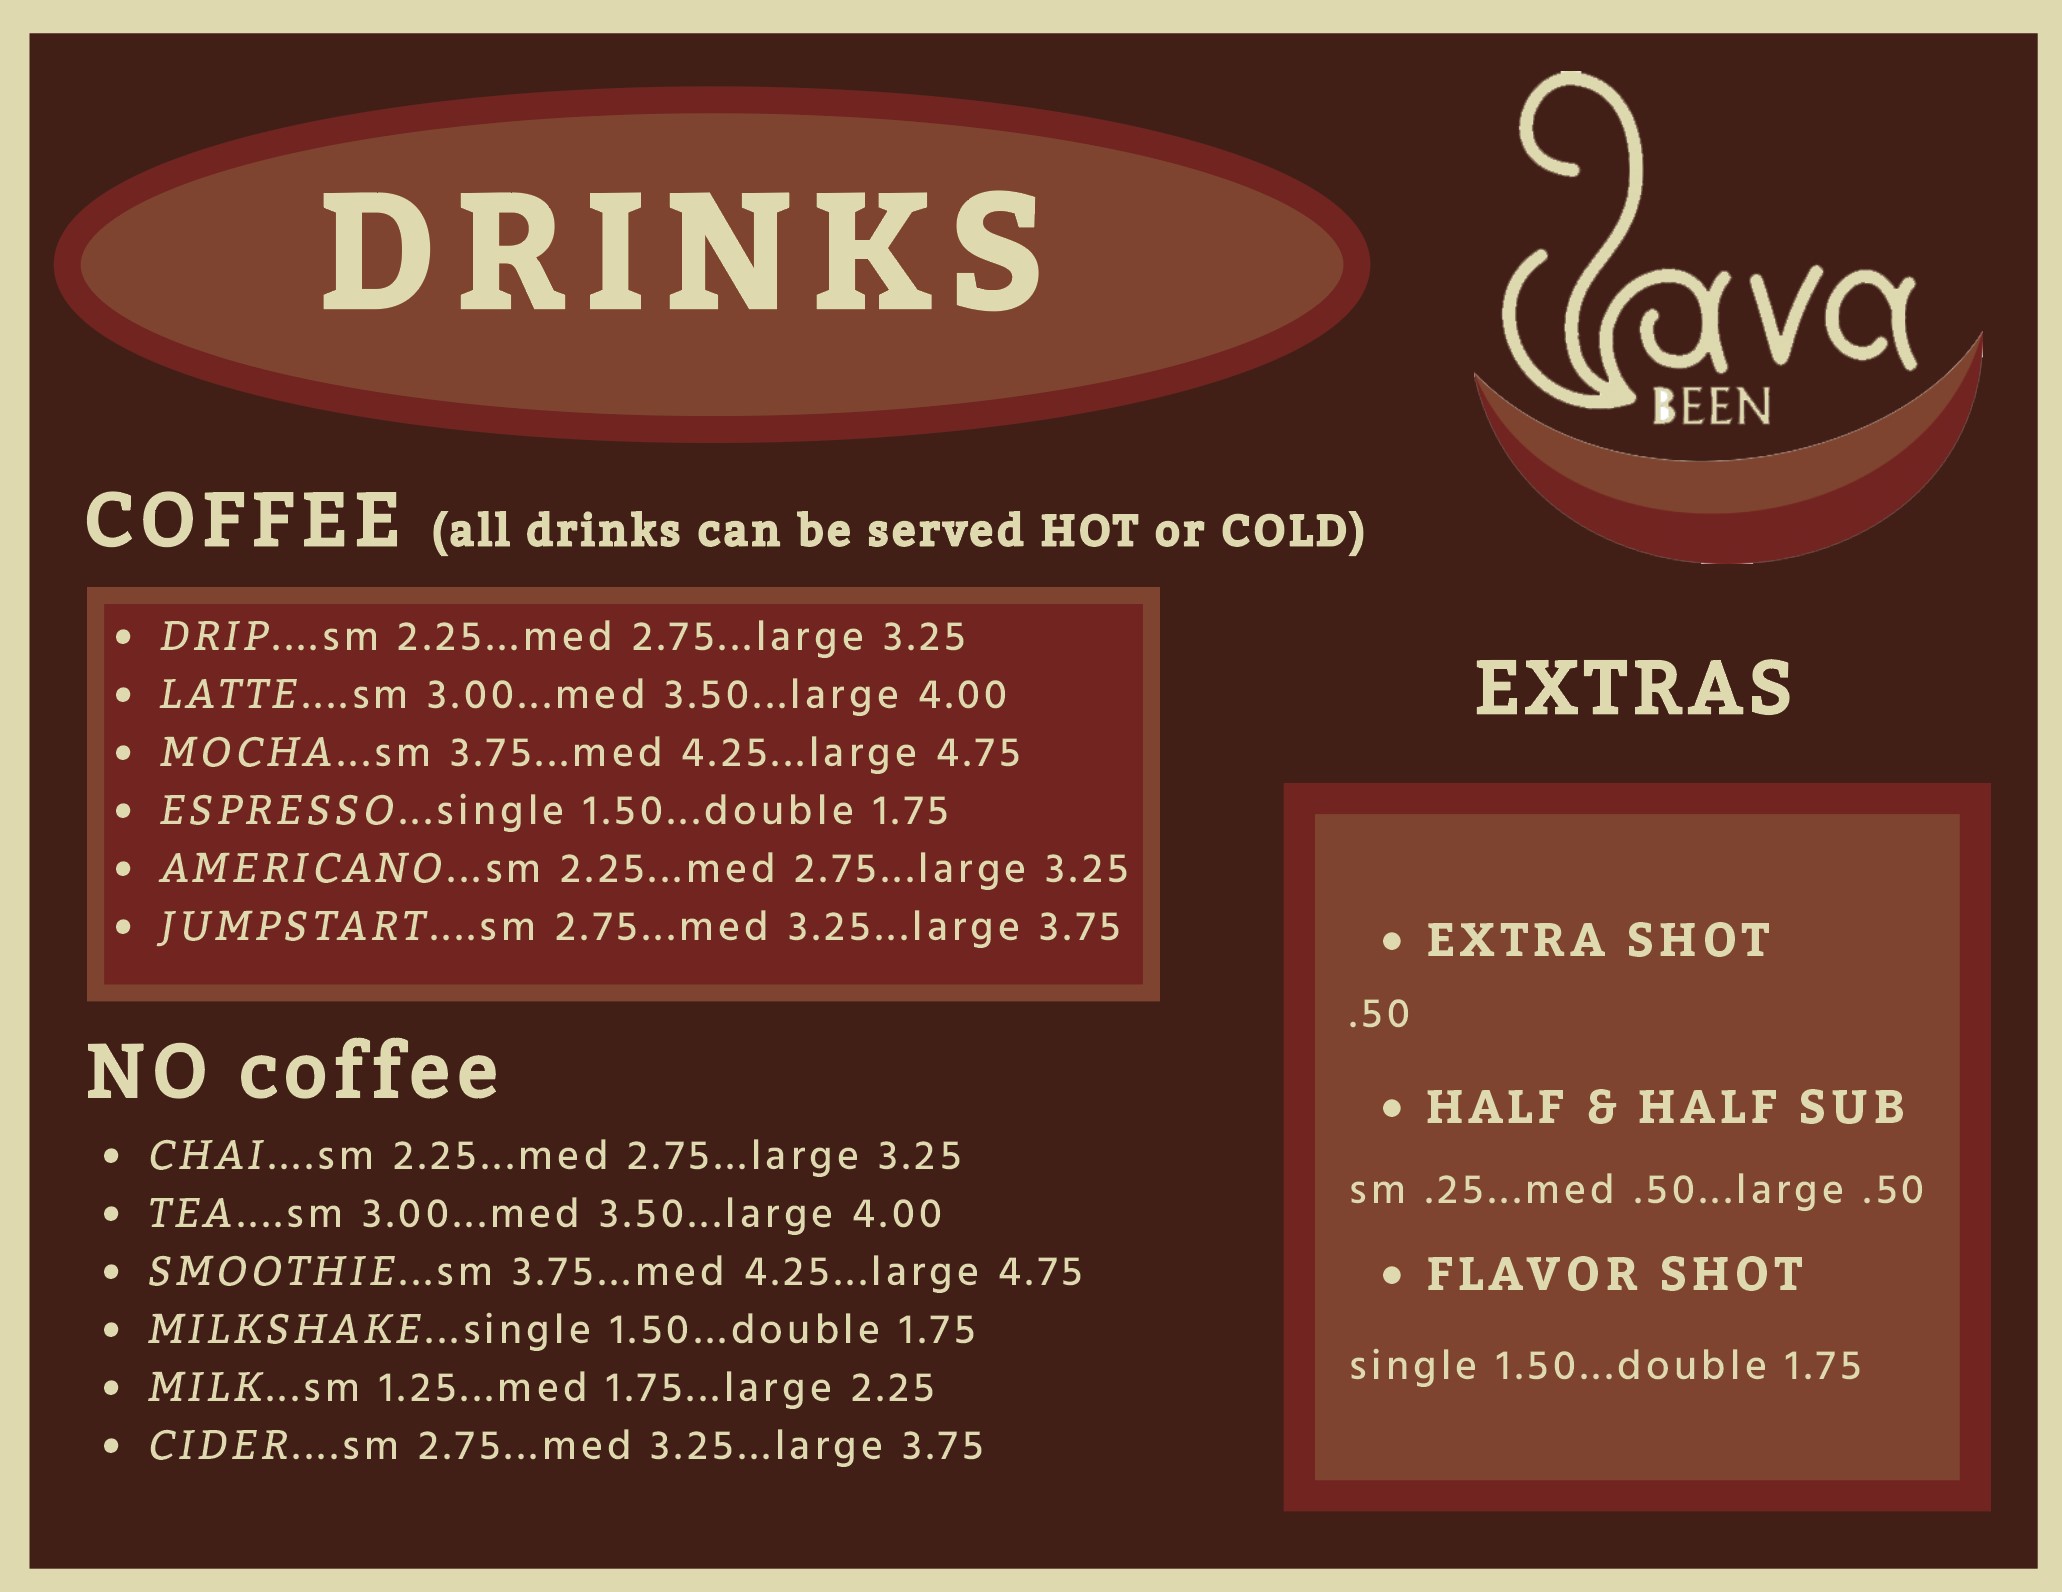 DRINKS
Java
BEEN
COFFEE (all drinks can be served HOT or COLD)
• DRIP....sm 2.25...med 2.75...large 3.25
• LATTE....sm 3.00...med 3.50...large 4.00
• MOCHA...sm 3.75...med 4.25...large 4.75
• ESPRESSO...single 1.50...double 1.75
• AMERICANO...sm 2.25...med 2.75...large 3.25
• JUMPSTART....sm 2.75...med 3.25...large 3.75
NO coffee
• CHAI....sm 2.25...med 2.75...large 3.25
• TEA....sm 3.00...med 3.50...large 4.00
• SMOOTHIE...sm 3.75...med 4.25...large 4.75
• MILKSHAKE...single 1.50...double 1.75
• MILK...sm 1.25...med 1.75...large 2.25
• CIDER....sm 2.75...med 3.25...large 3.75
EXTRAS
• EXTRA SHOT
.50
• HALF & HALF SUB
sm .25...med .50...large .50
• FLAVOR SHOT
single 1.50...double 1.75